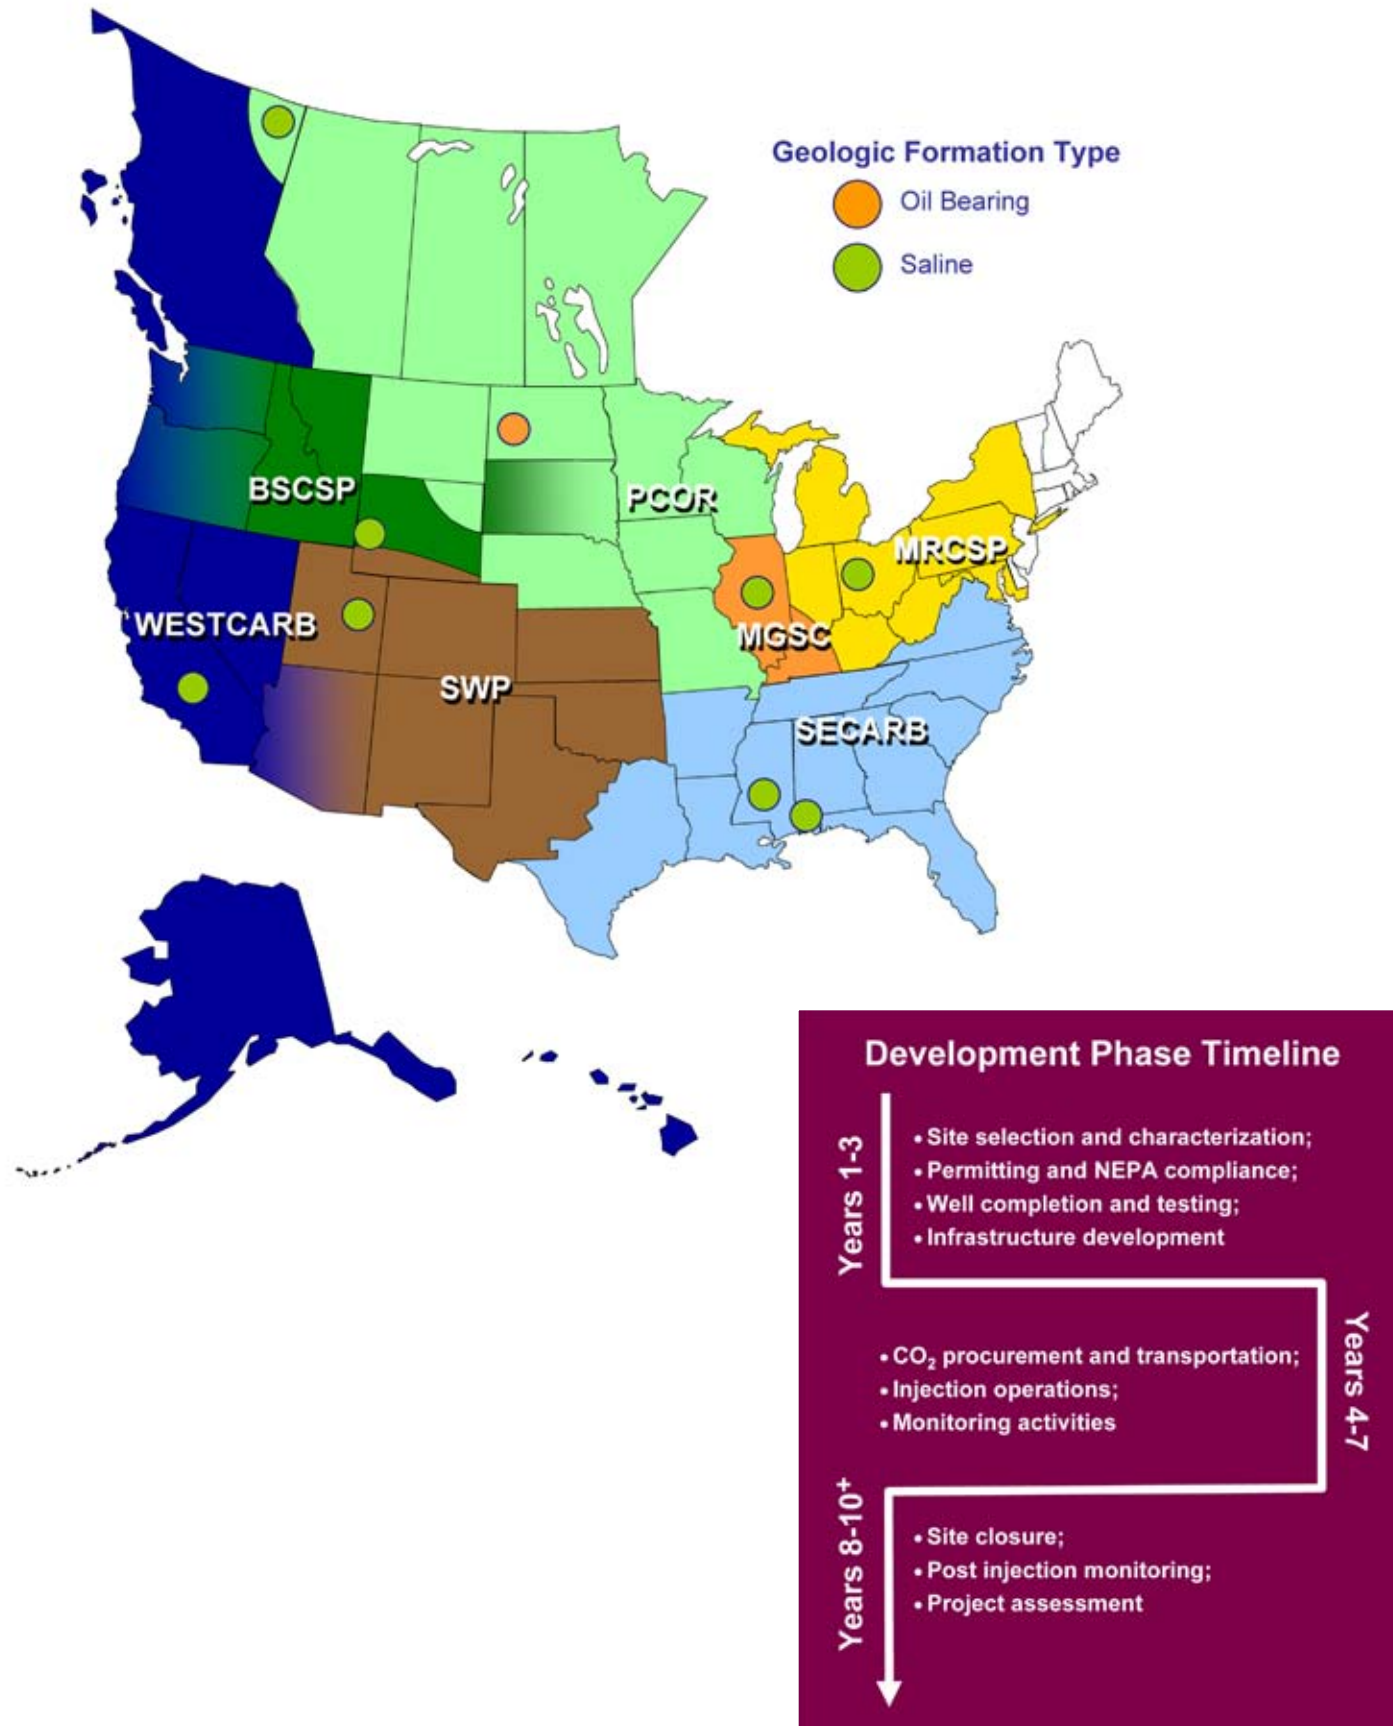 Geologic Formation Type
Oil Bearing
Saline
BSCSP
PCOR
MRCSP
WESTCARB
MGSC
SWP
SECARB
Development Phase Timeline
Years 1-3
• Site selection and characterization;
• Permitting and NEPA compliance;
• Well completion and testing;
• Infrastructure development
Years 4-7
• CO₂ procurement and transportation;
• Injection operations;
• Monitoring activities
Years 8-10⁺
• Site closure;
• Post injection monitoring;
• Project assessment